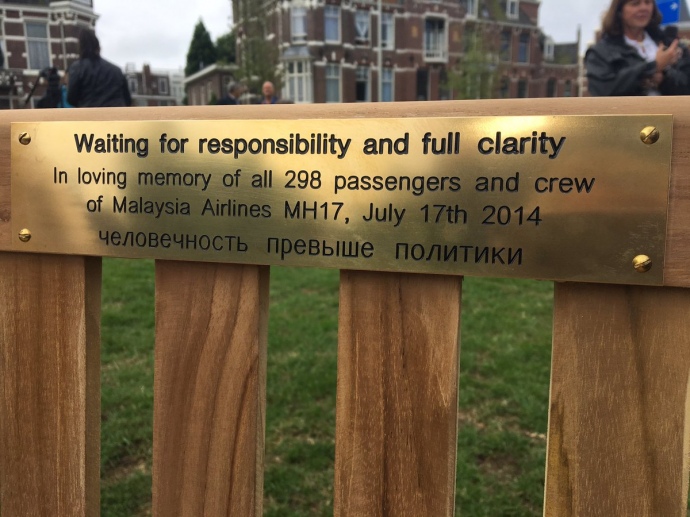 Waiting for responsibility and full clarity
In loving memory of all 298 passengers and crew
of Malaysia Airlines MH17, July 17th 2014
человечность превыше политики